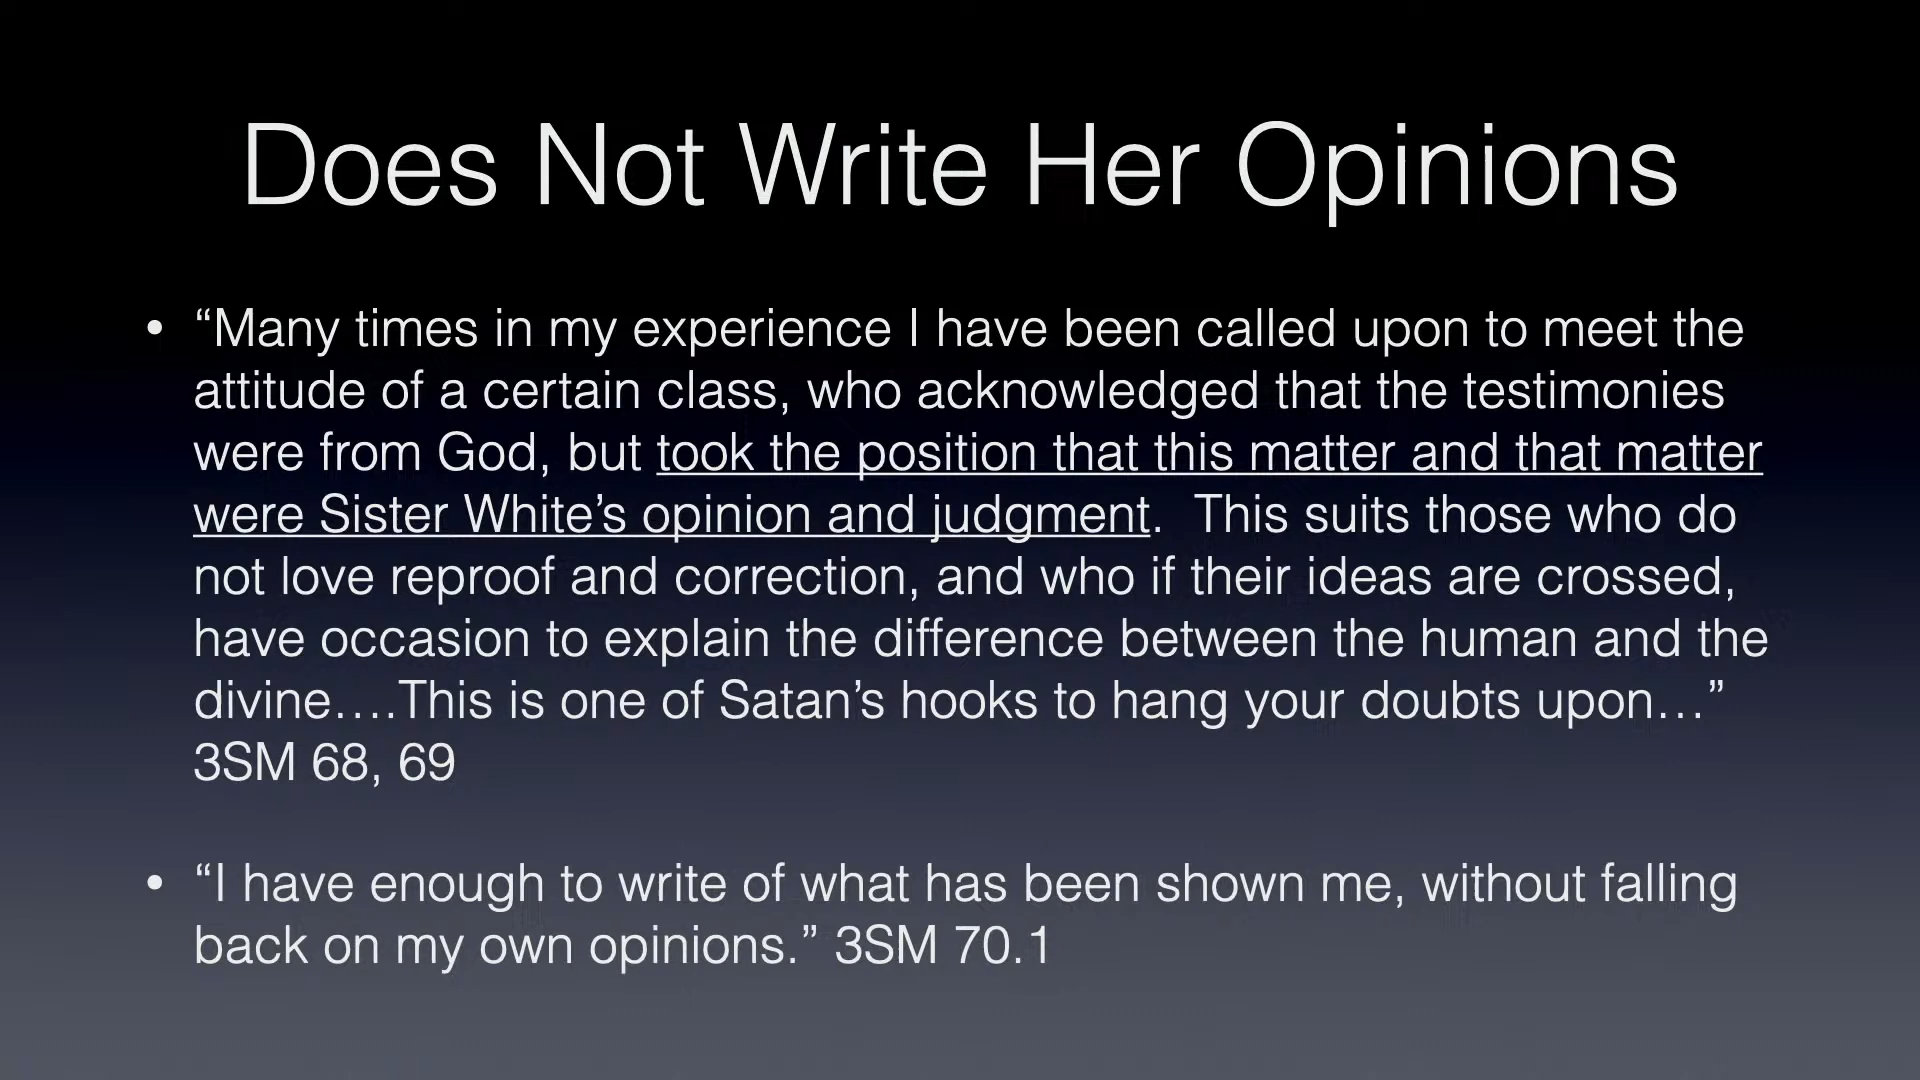 Does Not Write Her Opinions
• “Many times in my experience I have been called upon to meet the
attitude of a certain class, who acknowledged that the testimonies
were from God, but took the position that this matter and that matter
were Sister White’s opinion and judgment.  This suits those who do
not love reproof and correction, and who if their ideas are crossed,
have occasion to explain the difference between the human and the
divine….This is one of Satan’s hooks to hang your doubts upon…”
3SM 68, 69
• “I have enough to write of what has been shown me, without falling
back on my own opinions.” 3SM 70.1